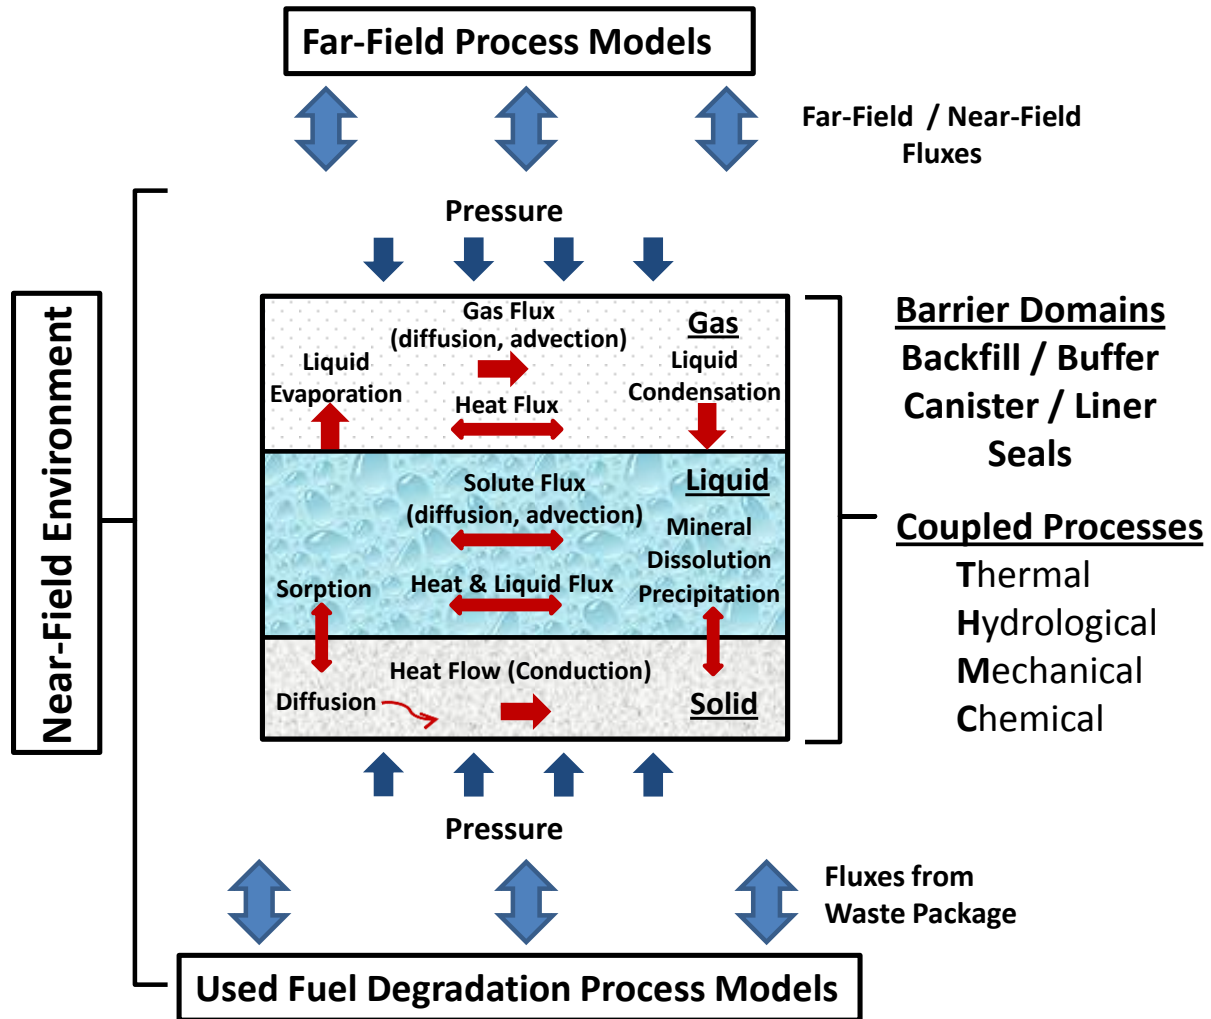 Far-Field Process Models
Far-Field / Near-Field
Fluxes
Pressure
Near-Field Environment
Gas Flux
(diffusion, advection)
Gas
Liquid
Evaporation
Liquid
Condensation
Heat Flux
Solute Flux
(diffusion, advection)
Liquid
Mineral
Dissolution
Precipitation
Sorption
Heat & Liquid Flux
Heat Flow (Conduction)
Diffusion
Solid
Barrier Domains
Backfill / Buffer
Canister / Liner
Seals
Coupled Processes
Thermal
Hydrological
Mechanical
Chemical
Pressure
Fluxes from
Waste Package
Used Fuel Degradation Process Models